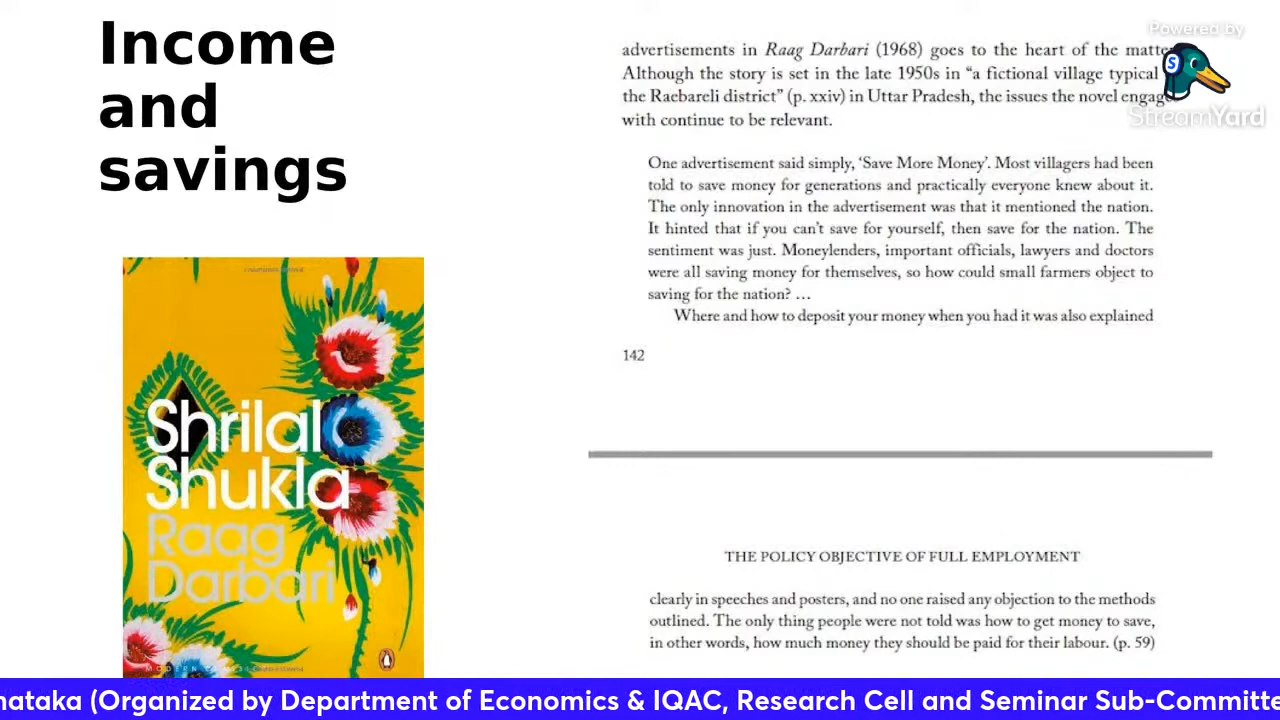 Income
and
savings
Shrilal
Shukla
Raag
Darbari
advertisements in Raag Darbari (1968) goes to the heart of the matte
Although the story is set in the late 1950s in “a fictional village typical
the Raebareli district” (p. xxiv) in Uttar Pradesh, the issues the novel engag
with continue to be relevant.
One advertisement said simply, ‘Save More Money’. Most villagers had been
told to save money for generations and practically everyone knew about it.
The only innovation in the advertisement was that it mentioned the nation.
It hinted that if you can’t save for yourself, then save for the nation. The
sentiment was just. Moneylenders, important officials, lawyers and doctors
were all saving money for themselves, so how could small farmers object to
saving for the nation? …
Where and how to deposit your money when you had it was also explained
142
THE POLICY OBJECTIVE OF FULL EMPLOYMENT
clearly in speeches and posters, and no one raised any objection to the methods
outlined. The only thing people were not told was how to get money to save,
in other words, how much money they should be paid for their labour. (p. 59)
Powered by
S
StreamYard
nataka (Organized by Department of Economics & IQAC, Research Cell and Seminar Sub-Committe